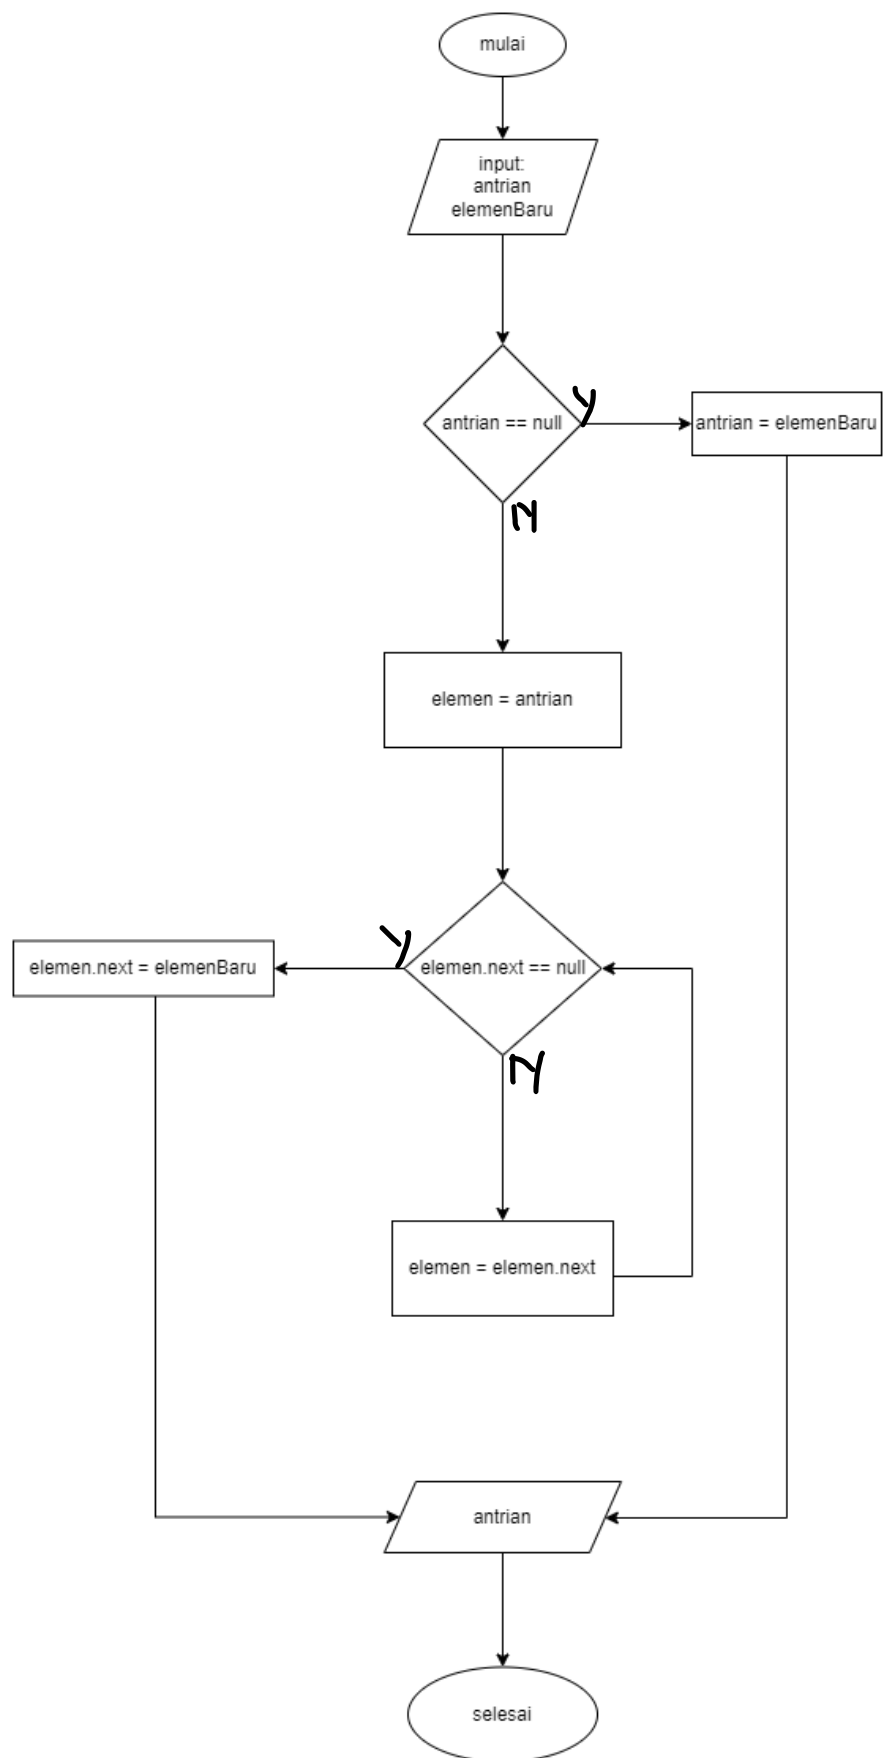 mulai
input:
antrian
elemenBaru
antrian == null
y
antrian = elemenBaru
N
elemen = antrian
elemen.next = elemenBaru
y
elemen.next == null
N
elemen = elemen.next
antrian
selesai